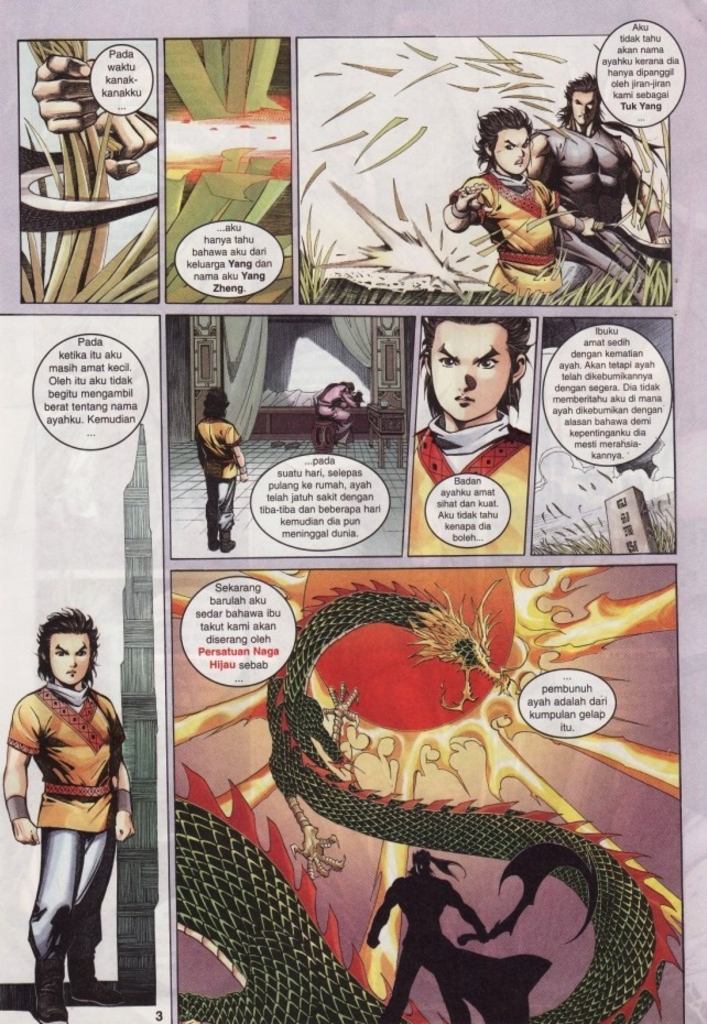 Pada
waktu
kanak-
kanakku
...
...aku
hanya tahu
bahawa aku dari
keluarga Yang dan
nama aku Yang
Zheng.
Aku
tidak tahu
akan nama
ayahku kerana dia
hanya dipanggil
oleh jiran-jiran
kami sebagai
Tuk Yang
...
Pada
ketika itu aku
masih amat kecil.
Oleh itu aku tidak
begitu mengambil
berat tentang nama
ayahku. Kemudian
...
...pada
suatu hari, selepas
pulang ke rumah, ayah
telah jatuh sakit dengan
tiba-tiba dan beberapa hari
kemudian dia pun
meninggal dunia.
Badan
ayahku amat
sihat dan kuat.
Aku tidak tahu
kenapa dia
boleh...
Ibuku
amat sedih
dengan kematian
ayah. Akan tetapi ayah
telah dikebumikannya
dengan segera. Dia tidak
memberitahu aku di mana
ayah dikebumikan dengan
alasan bahawa demi
kepentinganku dia
mesti merahsia-
kannya.
Sekarang
barulah aku
sedar bahawa ibu
takut kami akan
diserang oleh
Persatuan Naga
Hijau sebab
...
...
pembunuh
ayah adalah dari
kumpulan gelap
itu.
3